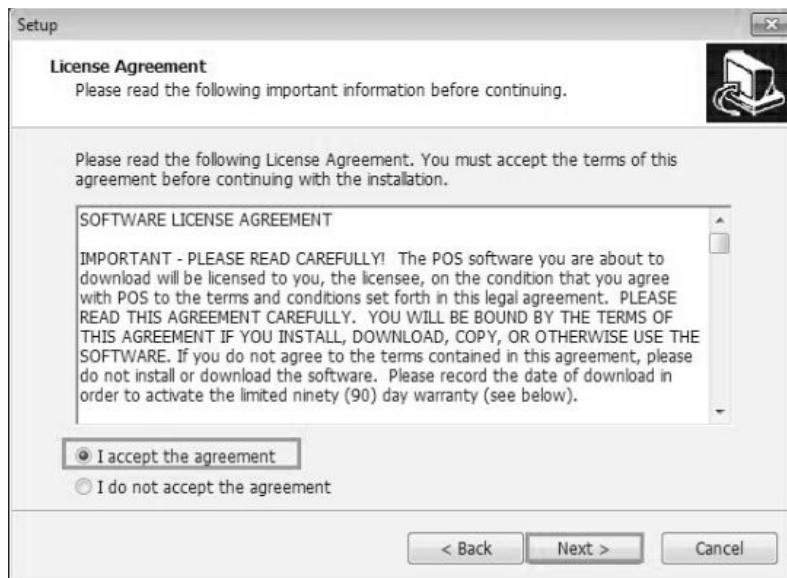 Setup
License Agreement
Please read the following important information before continuing.
Please read the following License Agreement. You must accept the terms of this
agreement before continuing with the installation.
SOFTWARE LICENSE AGREEMENT
IMPORTANT - PLEASE READ CAREFULLY! The POS software you are about to
download will be licensed to you, the licensee, on the condition that you agree
with POS to the terms and conditions set forth in this legal agreement. PLEASE
READ THIS AGREEMENT CAREFULLY. YOU WILL BE BOUND BY THE TERMS OF
THIS AGREEMENT IF YOU INSTALL, DOWNLOAD, COPY, OR OTHERWISE USE THE
SOFTWARE. If you do not agree to the terms contained in this agreement, please
do not install or download the software. Please record the date of download in
order to activate the limited ninety (90) day warranty (see below).
I accept the agreement
I do not accept the agreement
< Back Next > Cancel